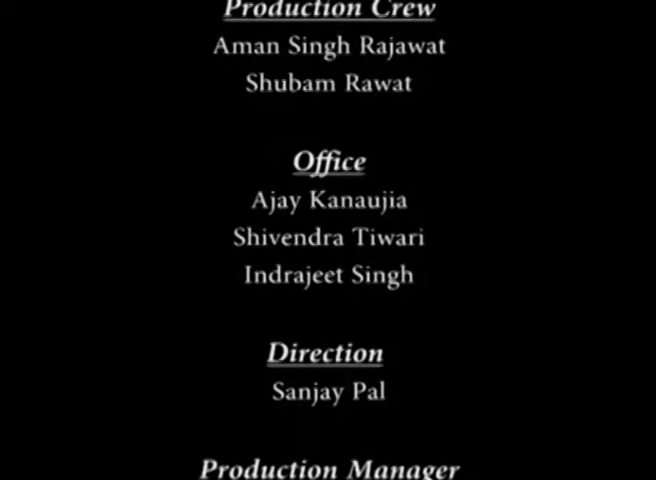 Production Crew
Aman Singh Rajawat
Shubam Rawat
Office
Ajay Kanaujia
Shivendra Tiwari
Indrajeet Singh
Direction
Sanjay Pal
Production Manager